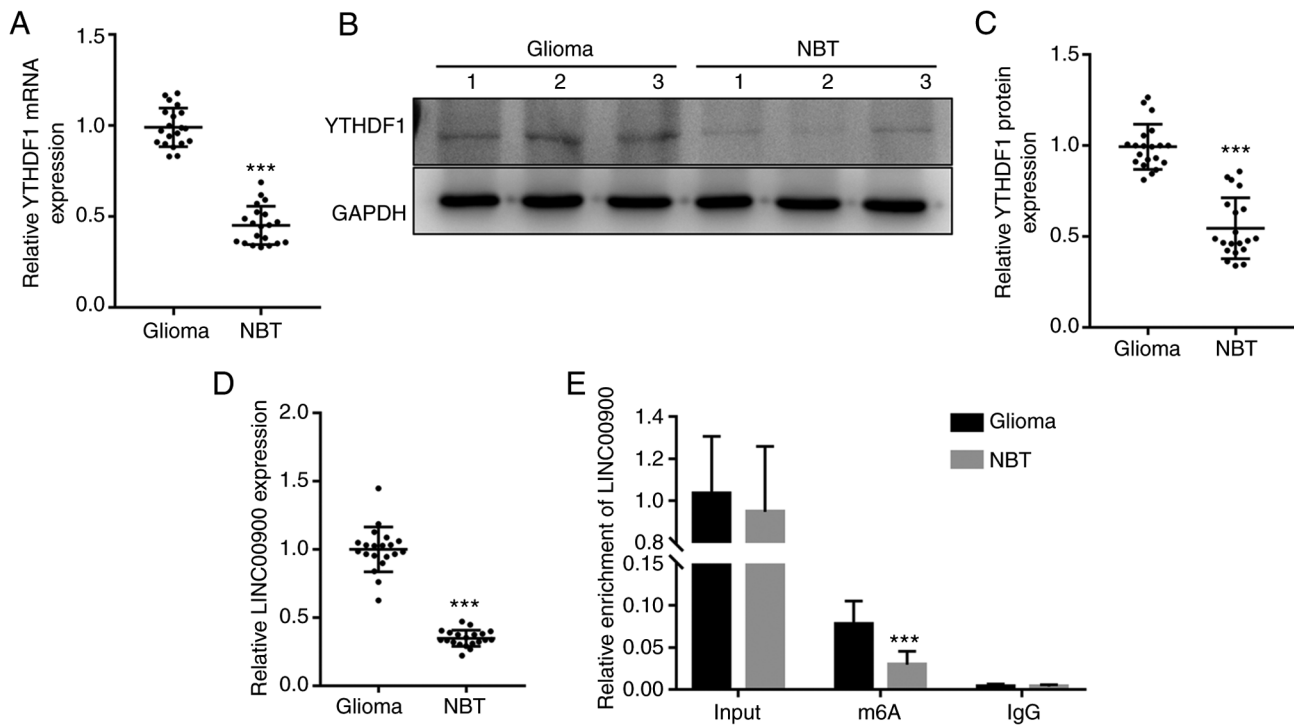 A
Relative YTHDF1 mRNA
expression
1.5
1.0
0.5
0.0
***
Glioma
NBT
B
Glioma
NBT
1
2
3
1
2
3
YTHDF1
GAPDH
C
Relative YTHDF1 protein
expression
1.5
1.0
0.5
0.0
***
Glioma
NBT
D
Relative LINC00900 expression
2.0
1.5
1.0
0.5
0.0
***
Glioma
NBT
E
Relative enrichment of LINC00900
1.4
1.2
1.0
0.8
0.15
0.10
0.05
0.00
***
Input
m6A
IgG
Glioma
NBT